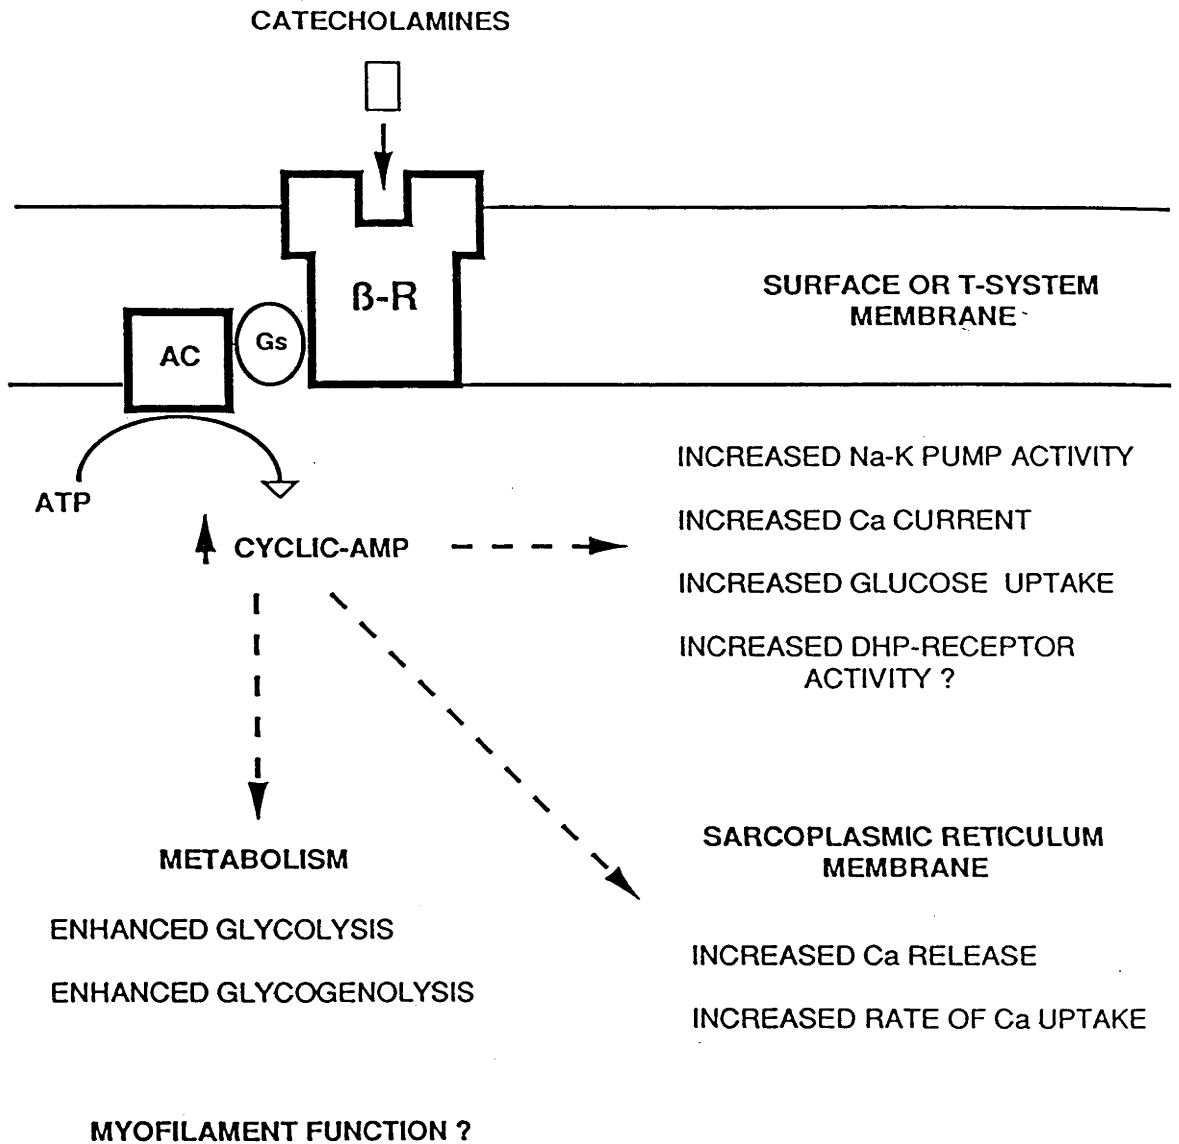 CATECHOLAMINES
ß-R
SURFACE OR T-SYSTEM
MEMBRANE
Gs
AC
ATP
CYCLIC-AMP
INCREASED Na-K PUMP ACTIVITY
INCREASED Ca CURRENT
INCREASED GLUCOSE UPTAKE
INCREASED DHP-RECEPTOR
ACTIVITY ?
METABOLISM
ENHANCED GLYCOLYSIS
ENHANCED GLYCOGENOLYSIS
SARCOPLASMIC RETICULUM
MEMBRANE
INCREASED Ca RELEASE
INCREASED RATE OF Ca UPTAKE
MYOFILAMENT FUNCTION ?